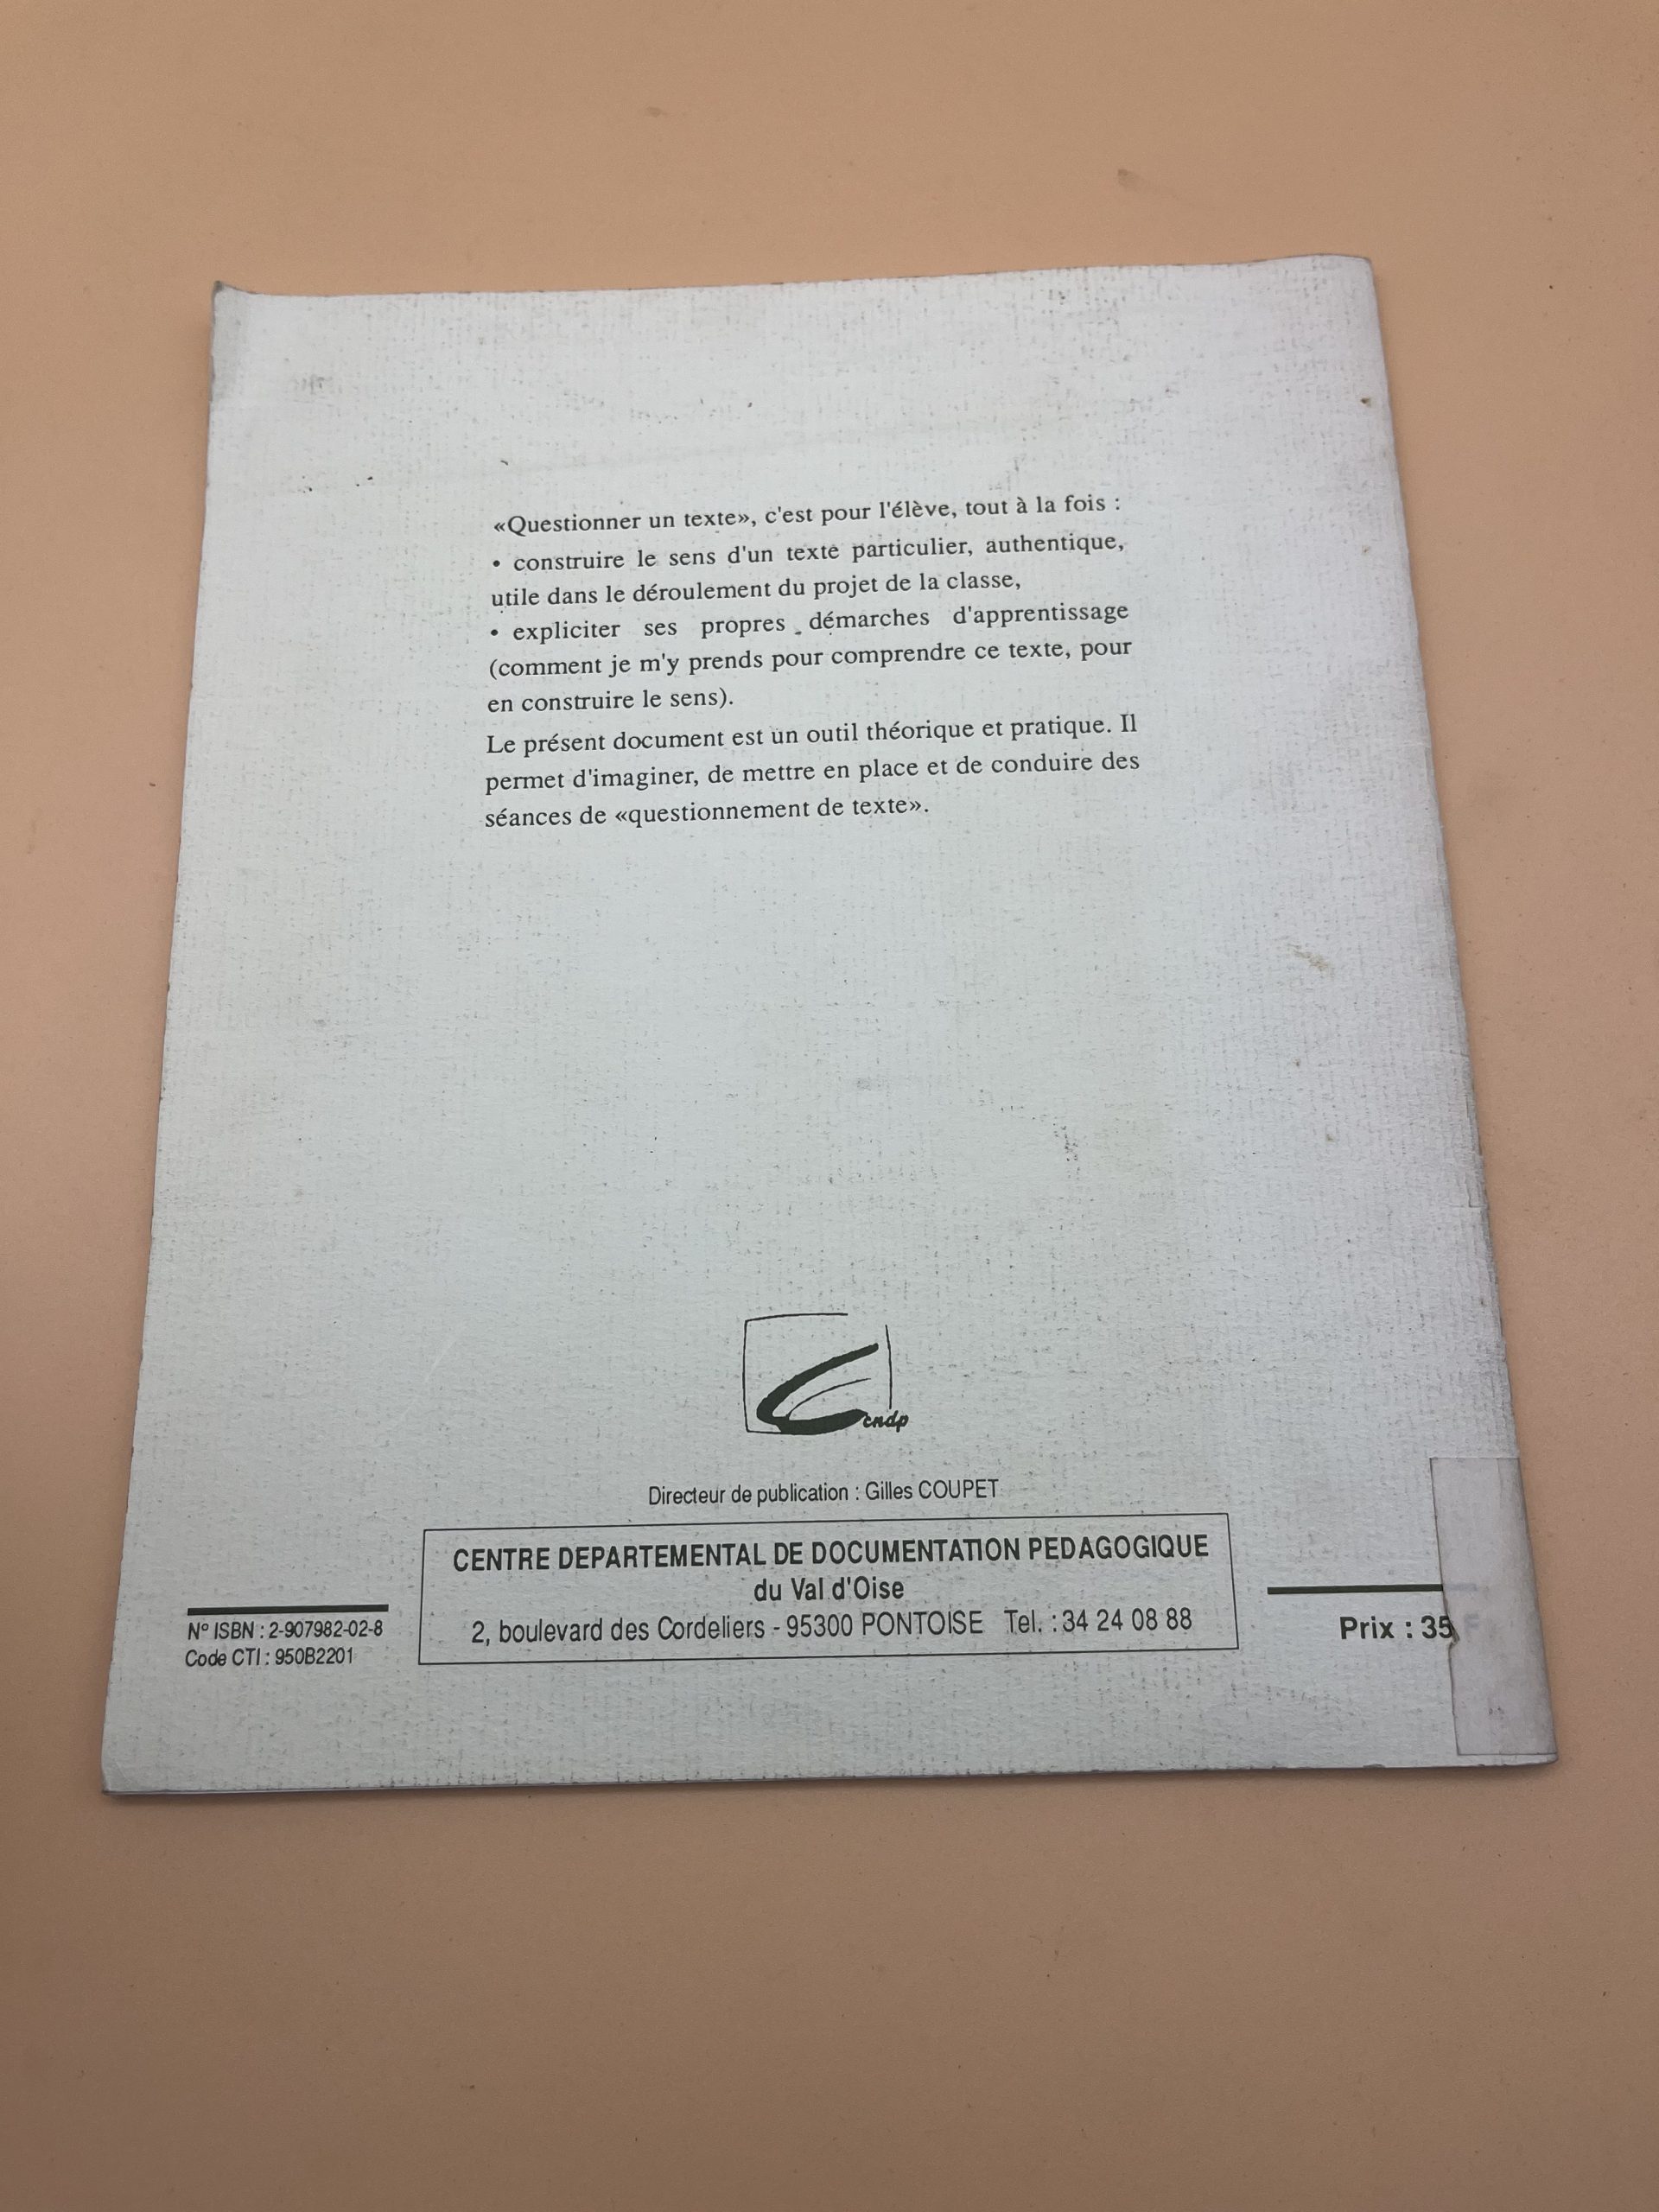 «Questionner un texte», c'est pour l'élève, tout à la fois :
• construire le sens d'un texte particulier, authentique,
utile dans le déroulement du projet de la classe,
• expliciter ses propres démarches d'apprentissage
(comment je m'y prends pour comprendre ce texte, pour
en construire le sens).
Le présent document est un outil théorique et pratique. Il
permet d'imaginer, de mettre en place et de conduire des
séances de «questionnement de texte».
cndp
Directeur de publication : Gilles COUPET
CENTRE DEPARTEMENTAL DE DOCUMENTATION PEDAGOGIQUE
du Val d'Oise
2, boulevard des Cordeliers - 95300 PONTOISE Tel. : 34 24 08 88
N° ISBN : 2-907982-02-8
Code CTI : 950B2201
Prix : 35 F